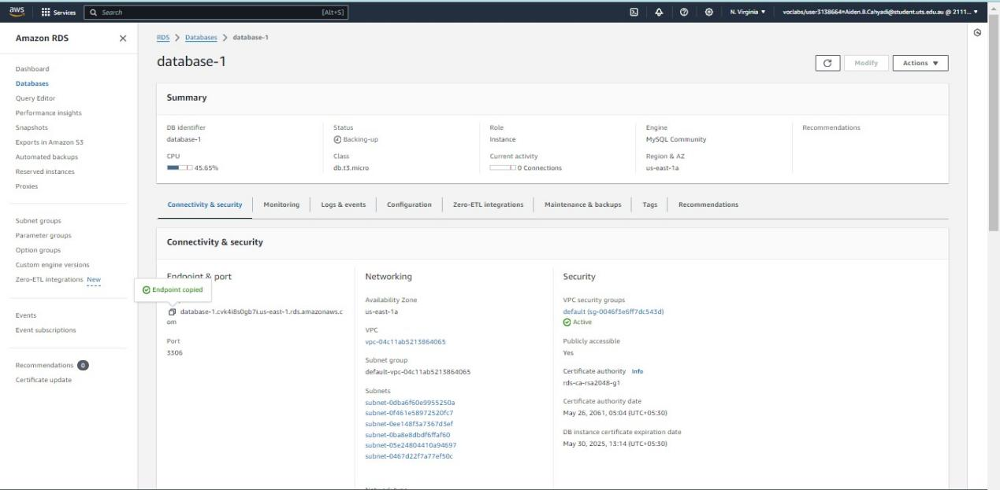 aws
Services
Search
[Alt+S]
N. Virginia ▼
voclabs/user3138664=Aiden.B.Cahyadi@student.uts.edu.au @ 2111... ▼
Amazon RDS
Dashboard
Databases
Query Editor
Performance insights
Snapshots
Exports in Amazon S3
Automated backups
Reserved instances
Proxies
Subnet groups
Parameter groups
Option groups
Custom engine versions
Zero-ETL integrations New
Events
Event subscriptions
Recommendations 0
Certificate update
RDS > Databases > database-1
database-1
Modify
Actions ▼
Summary
DB identifier
database-1
Status
Backing-up
Role
Instance
Engine
MySQL Community
Recommendations
CPU
45.65%
Class
db.t3.micro
Current activity
0 Connections
Region & AZ
us-east-1a
Connectivity & security
Monitoring
Logs & events
Configuration
Zero-ETL integrations
Maintenance & backups
Tags
Recommendations
Connectivity & security
Endpoint & port
Endpoint copied
database-1.cvk4i8s0gb7i.us-east-1.rds.amazonaws.c
om
Port
3306
Networking
Availability Zone
us-east-1a
VPC
vpc-04c11ab5213864065
Subnet group
default-vpc-04c11ab5213864065
Subnets
subnet-0dba6f60e9955250a
subnet-0f461e58972520fc7
subnet-0ee148f3a7367d3ef
subnet-0ba8e8dbdf6ffaf60
subnet-05e24804410a94697
subnet-0467d22f7a77ef50c
Network type
Security
VPC security groups
default (sg-0046f3e6ff7dc543d)
Active
Publicly accessible
Yes
Certificate authority Info
rds-ca-rsa2048-g1
Certificate authority date
May 26, 2061, 05:04 (UTC+05:30)
DB instance certificate expiration date
May 30, 2025, 13:14 (UTC+05:30)